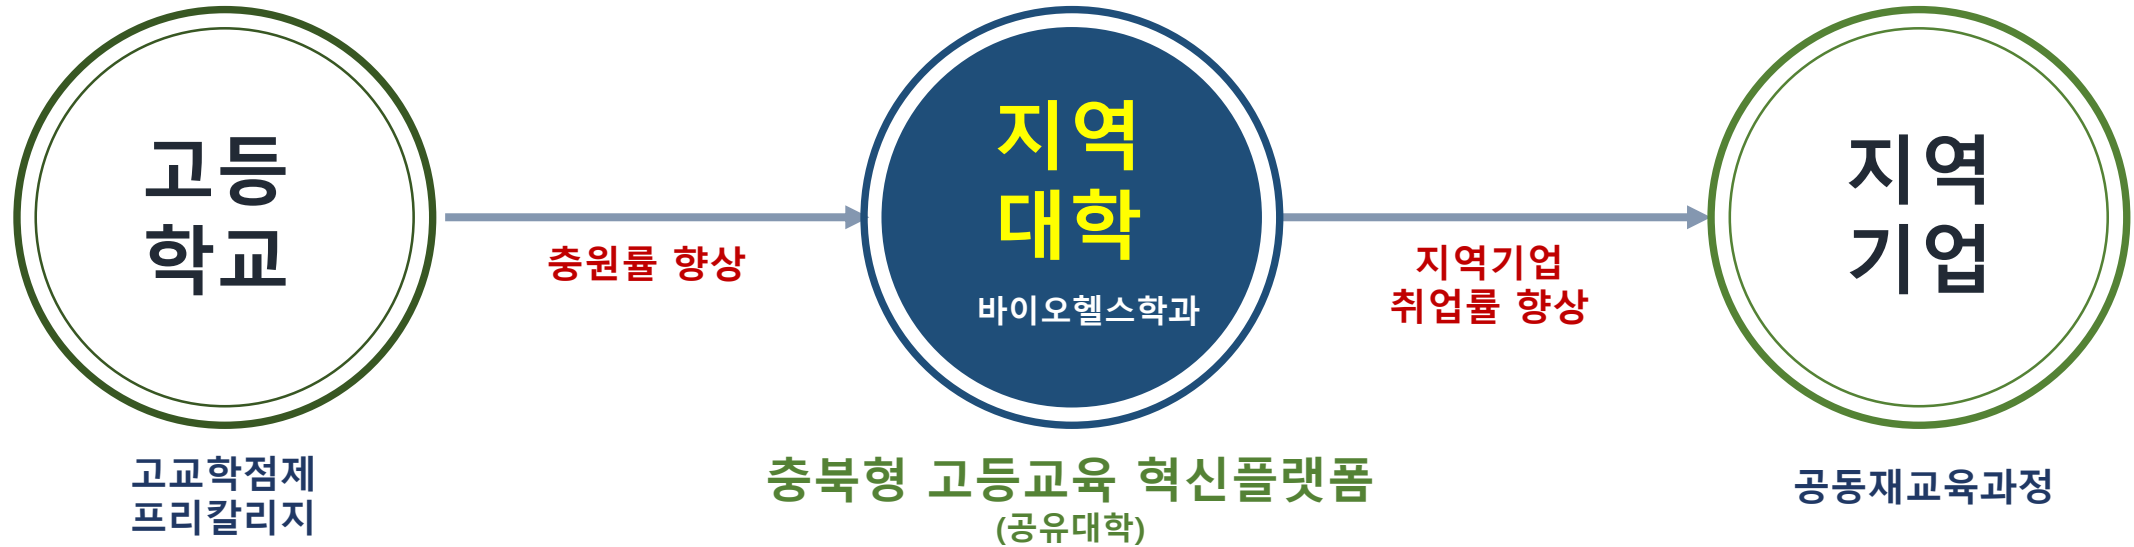 고등
학교
고교학점제
프리칼리지
충원률 향상
지역
대학
바이오헬스학과
충북형 고등교육 혁신플랫폼
(공유대학)
지역기업
취업률 향상
지역
기업
공동재교육과정